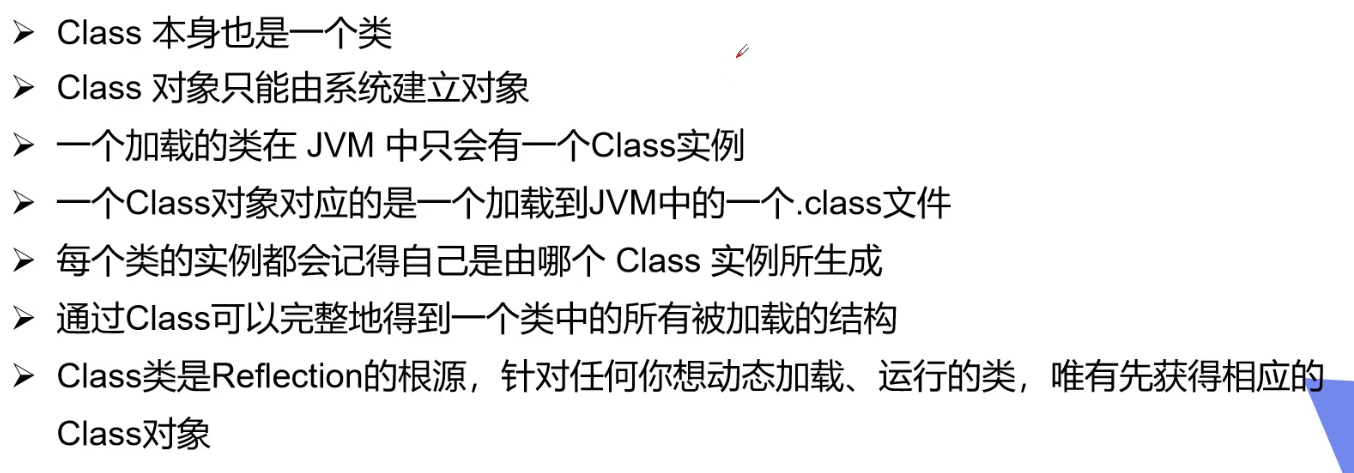 Class 本身也是一个类
Class 对象只能由系统建立对象
一个加载的类在 JVM 中只会有一个Class实例
一个Class对象对应的是一个加载到JVM中的一个.class文件
每个类的实例都会记得自己是由哪个 Class 实例所生成
通过Class可以完整地得到一个类中的所有被加载的结构
Class类是Reflection的根源，针对任何你想动态加载、运行的类，唯有先获得相应的
Class对象